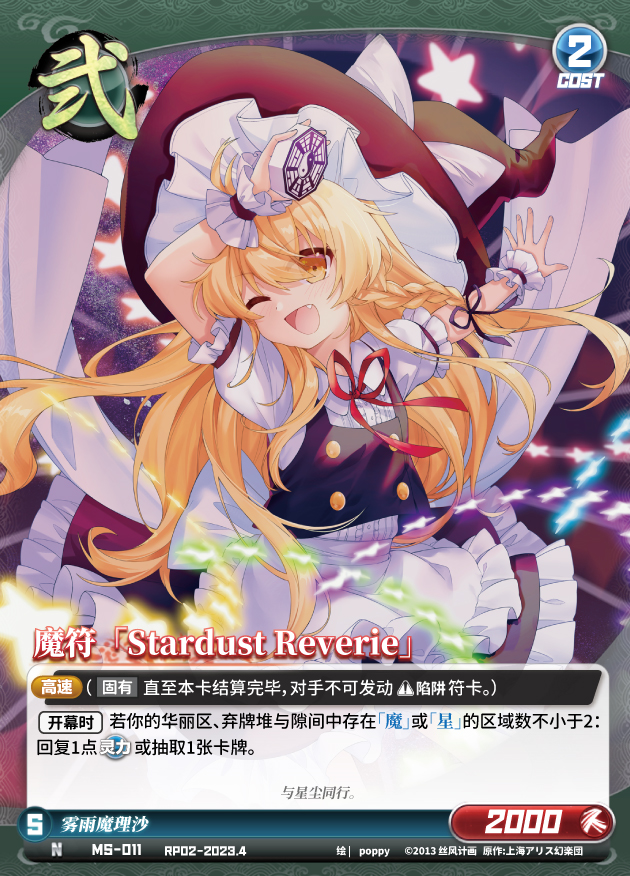 弐
2
COST
魔符「Stardust Reverie」
高速 ( 固有 直至本卡结算完毕,对手不可发动 陷阱 符卡。)
开幕时 若你的华丽区、弃牌堆与隙间中存在「魔」或「星」的区域数不小于2:
回复1点灵力或抽取1张卡牌。
与星尘同行。
S 雾雨魔理沙 2000
N MS-011 RP02-2023.4 绘| poppy ©2013 丝风计画 原作:上海アリス幻楽団